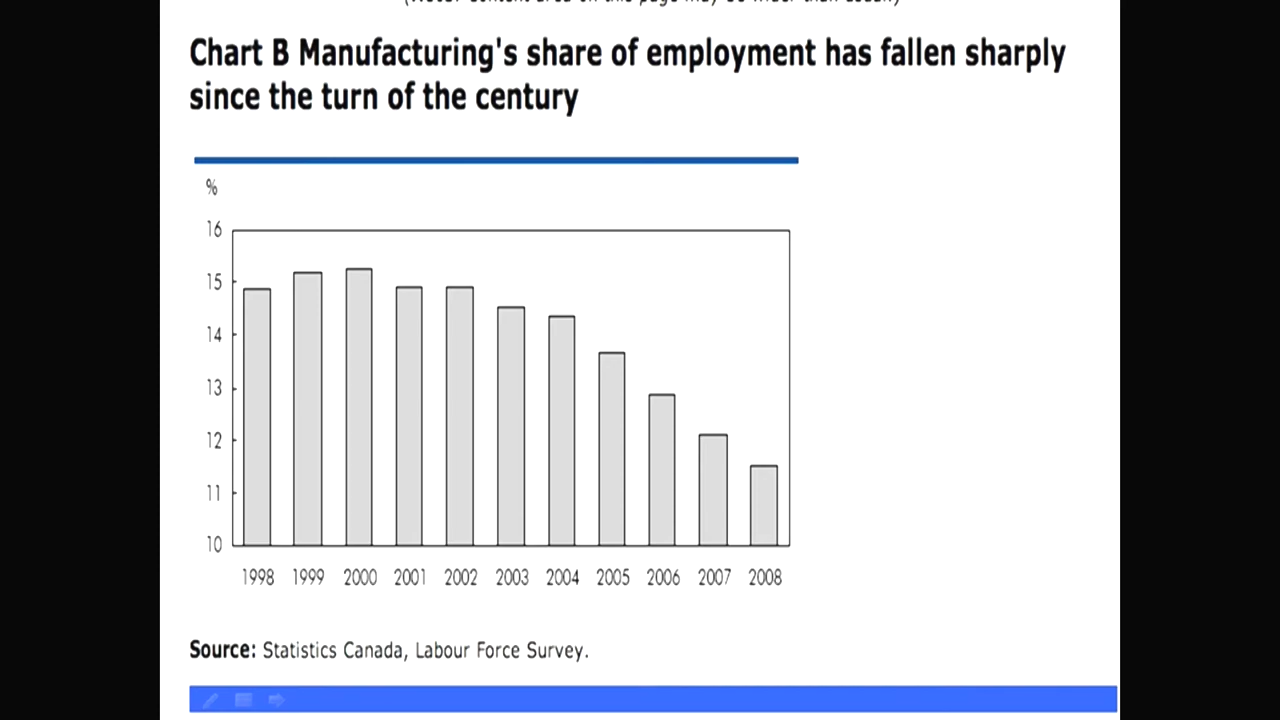 Chart B Manufacturing's share of employment has fallen sharply
since the turn of the century
%
16
15
14
13
12
11
10
1998 1999 2000 2001 2002 2003 2004 2005 2006 2007 2008
Source: Statistics Canada, Labour Force Survey.